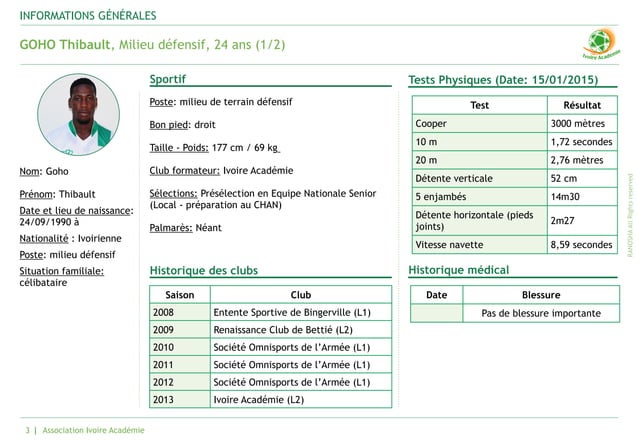 INFORMATIONS GÉNÉRALES
GOHO Thibault, Milieu défensif, 24 ans (1/2)
Ivoire Académie
Nom: Goho
Prénom: Thibault
Date et lieu de naissance:
24/09/1990 à
Nationalité : Ivoirienne
Poste: milieu défensif
Situation familiale:
célibataire
Sportif
Poste: milieu de terrain défensif
Bon pied: droit
Taille - Poids: 177 cm / 69 kg
Club formateur: Ivoire Académie
Sélections: Présélection en Equipe Nationale Senior
(Local - préparation au CHAN)
Palmarès: Néant
Historique des clubs
Saison Club
2008 Entente Sportive de Bingerville (L1)
2009 Renaissance Club de Bettié (L2)
2010 Société Omnisports de l'Armée (L1)
2011 Société Omnisports de l'Armée (L1)
2012 Société Omnisports de l'Armée (L1)
2013 Ivoire Académie (L2)
Tests Physiques (Date: 15/01/2015)
Test Résultat
Cooper 3000 mètres
10 m 1,72 secondes
20 m 2,76 mètres
Détente verticale 52 cm
5 enjambés 14m30
Détente horizontale (pieds
joints) 2m27
Vitesse navette 8,59 secondes
Historique médical
Date Blessure
Pas de blessure importante
All Rights reserved
3 | Association Ivoire Académie